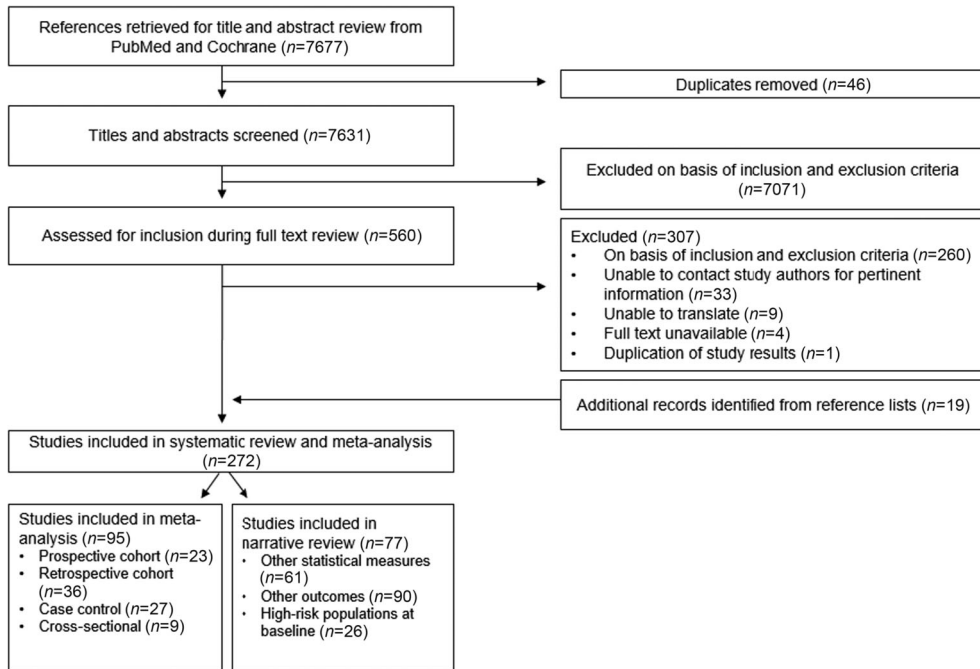 References retrieved for title and abstract review from
PubMed and Cochrane (n=7677)
Duplicates removed (n=46)
Titles and abstracts screened (n=7631)
Excluded on basis of inclusion and exclusion criteria
(n=7071)
Assessed for inclusion during full text review (n=560)
Excluded (n=307)
• On basis of inclusion and exclusion criteria (n=260)
• Unable to contact study authors for pertinent
information (n=33)
• Unable to translate (n=9)
• Full text unavailable (n=4)
• Duplication of study results (n=1)
Additional records identified from reference lists (n=19)
Studies included in systematic review and meta-analysis
(n=272)
Studies included in meta-
analysis (n=95)
• Prospective cohort (n=23)
• Retrospective cohort
(n=36)
• Case control (n=27)
• Cross-sectional (n=9)
Studies included in
narrative review (n=77)
• Other statistical measures
(n=61)
• Other outcomes (n=90)
• High-risk populations at
baseline (n=26)